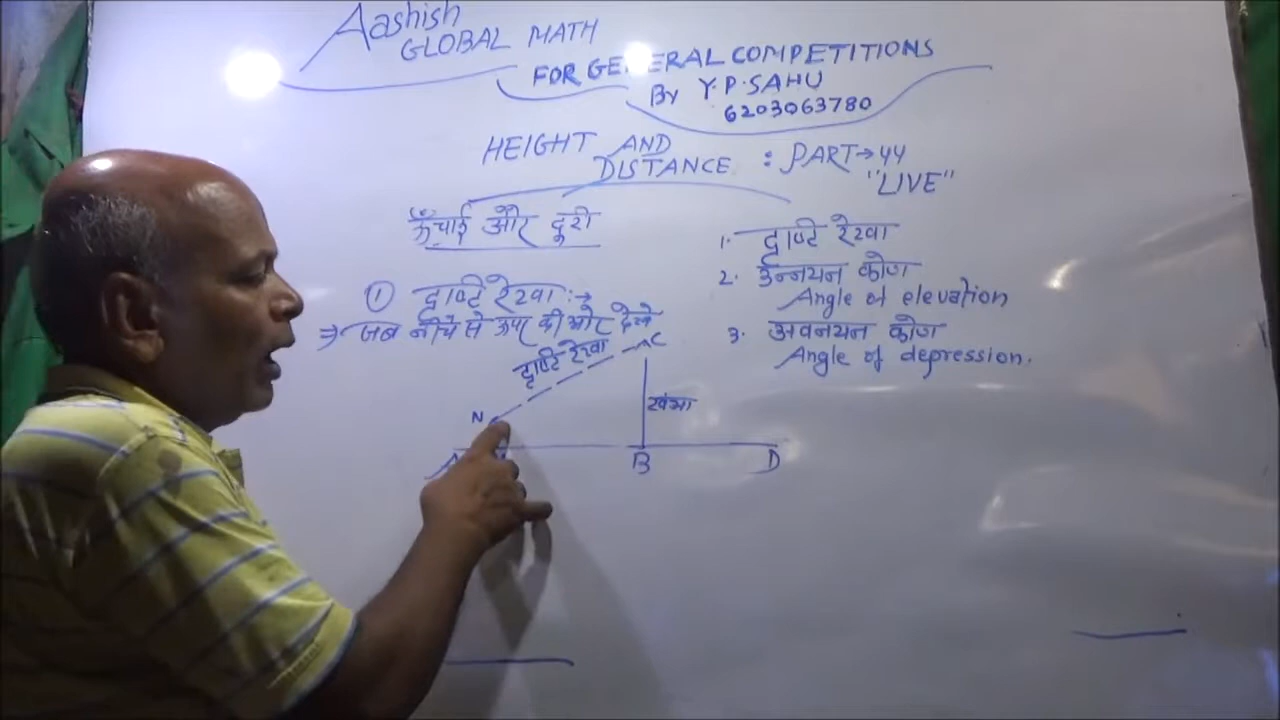 Aashish
GLOBAL MATH
FOR GENERAL COMPETITIONS
By Y.P.SAHU
6203063780
HEIGHT AND
DISTANCE : PART→44
"LIVE"
ऊँचाई और दूरी
1. दृष्टि रेखा
2. उन्नयन कोण
Angle of elevation
3. अवनयन कोण
Angle of depression.
① दृष्टि रेखा :→
⇒ जब नीचे से ऊपर की ओर देखे
दृष्टि रेखा
C
खंभा
N
A
B
D